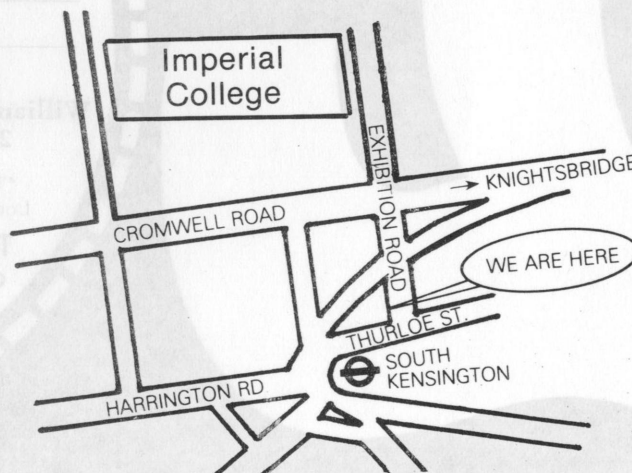 Imperial
College
EXHIBITION ROAD
→ KNIGHTSBRIDGE
CROMWELL ROAD
WE ARE HERE
THURLOE ST.
SOUTH
KENSINGTON
HARRINGTON RD